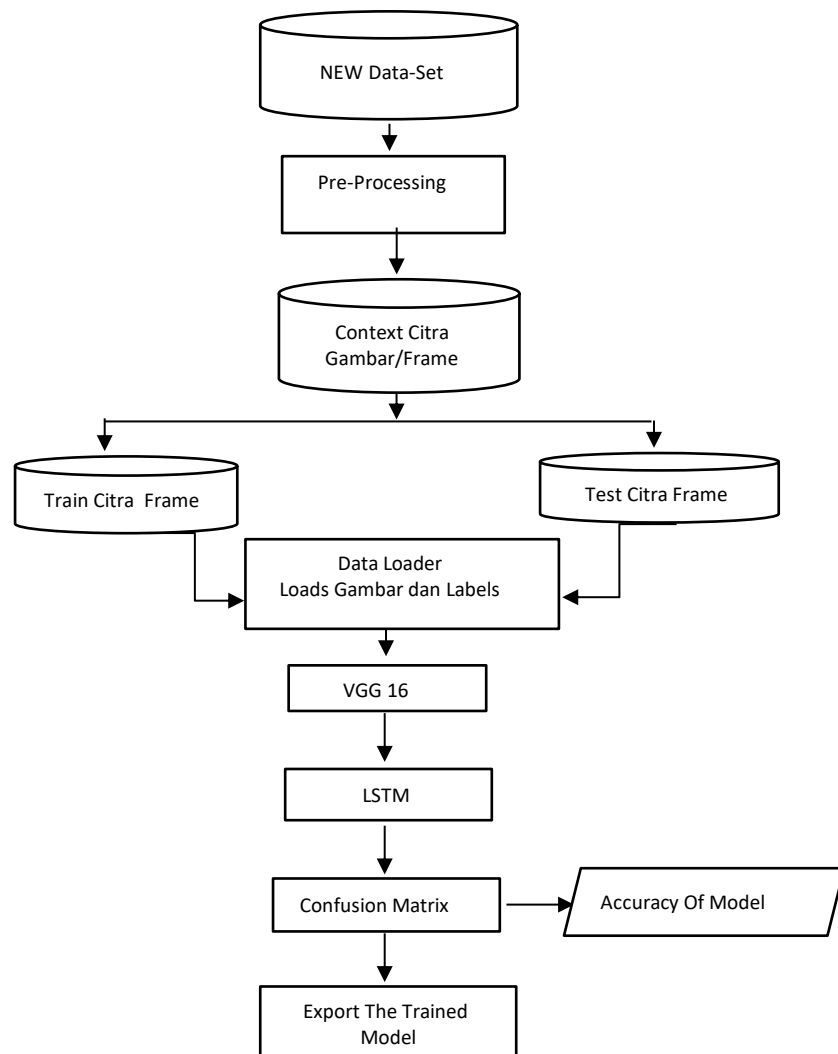 NEW Data-Set
Pre-Processing
Context Citra
Gambar/Frame
Train Citra Frame
Test Citra Frame
Data Loader
Loads Gambar dan Labels
VGG 16
LSTM
Confusion Matrix
Accuracy Of Model
Export The Trained
Model